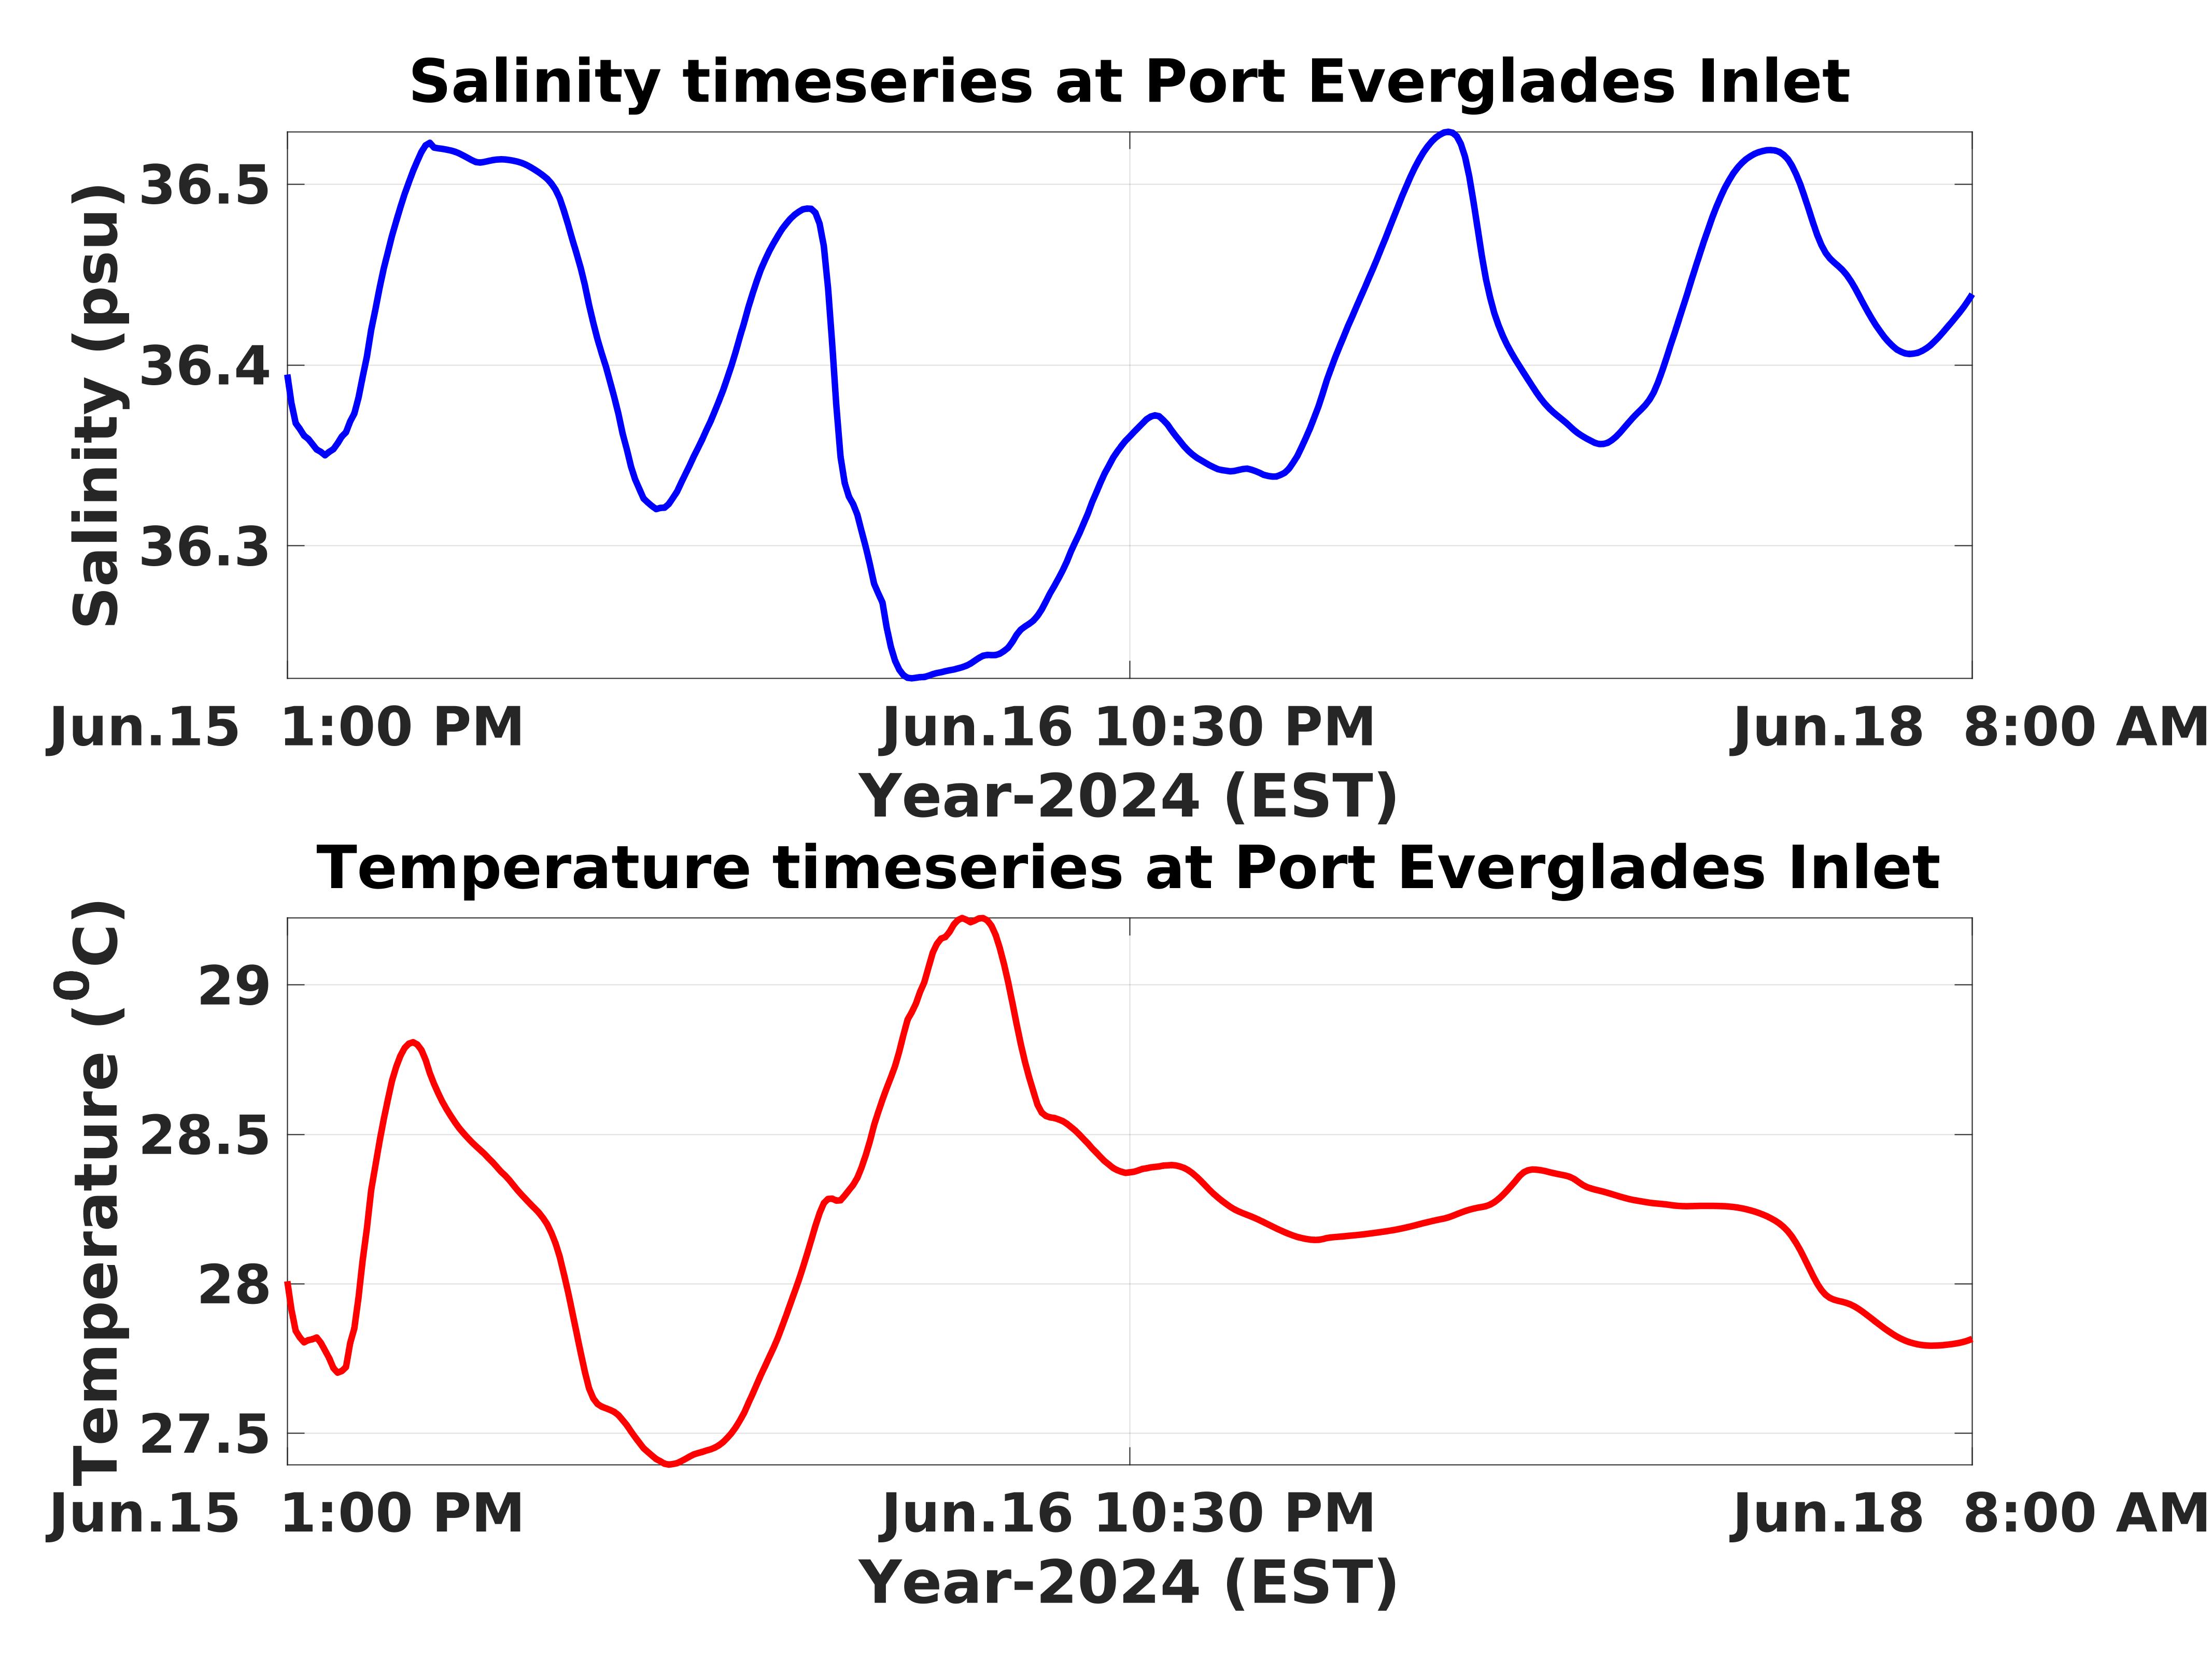 Salinity timeseries at Port Everglades Inlet
Salinity (psu)
36.5
36.4
36.3
Jun.15  1:00 PM Jun.16 10:30 PM Jun.18  8:00 AM
Year-2024 (EST)
Temperature timeseries at Port Everglades Inlet
Temperature (⁰C)
29
28.5
28
27.5
Jun.15  1:00 PM Jun.16 10:30 PM Jun.18  8:00 AM
Year-2024 (EST)